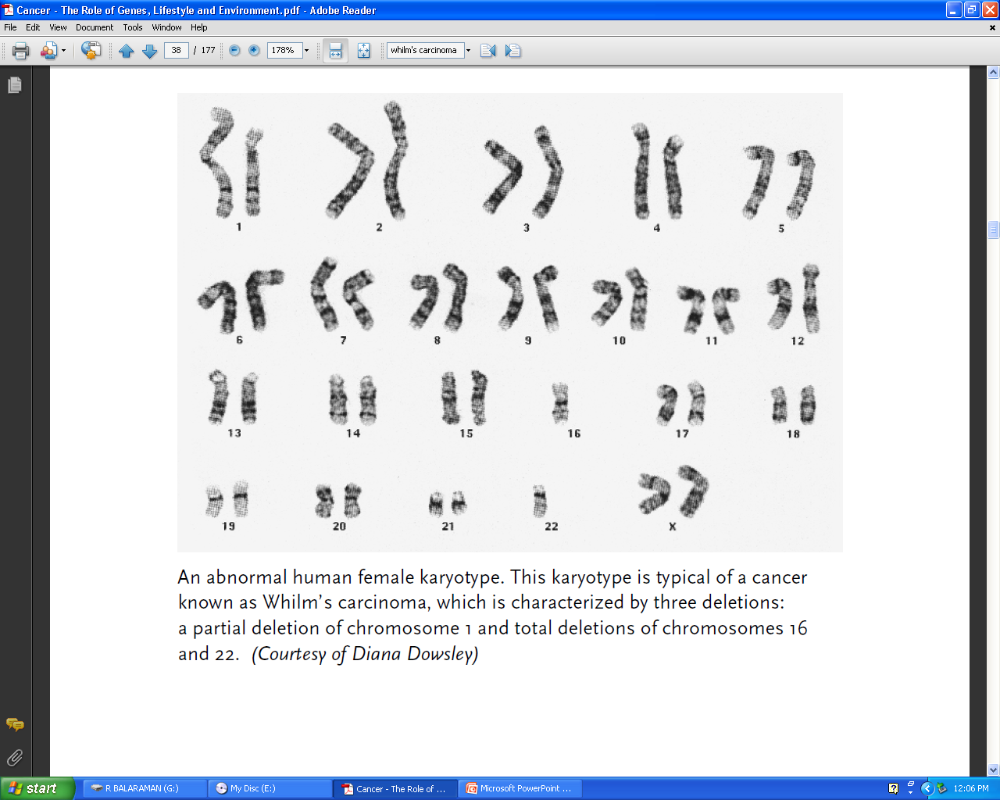 Cancer - The Role of Genes, Lifestyle and Environment.pdf - Adobe Reader
File Edit View Document Tools Window Help
38 / 177 178% whilm's carcinoma
1 2 3 4 5
6 7 8 9 10 11 12
13 14 15 16 17 18
19 20 21 22 X
An abnormal human female karyotype. This karyotype is typical of a cancer
known as Whilm's carcinoma, which is characterized by three deletions:
a partial deletion of chromosome 1 and total deletions of chromosomes 16
and 22. (Courtesy of Diana Dowsley)
start R BALARAMAN (G:) My Disc (E:) Cancer - The Role of ... Microsoft PowerPoint ... 12:06 PM